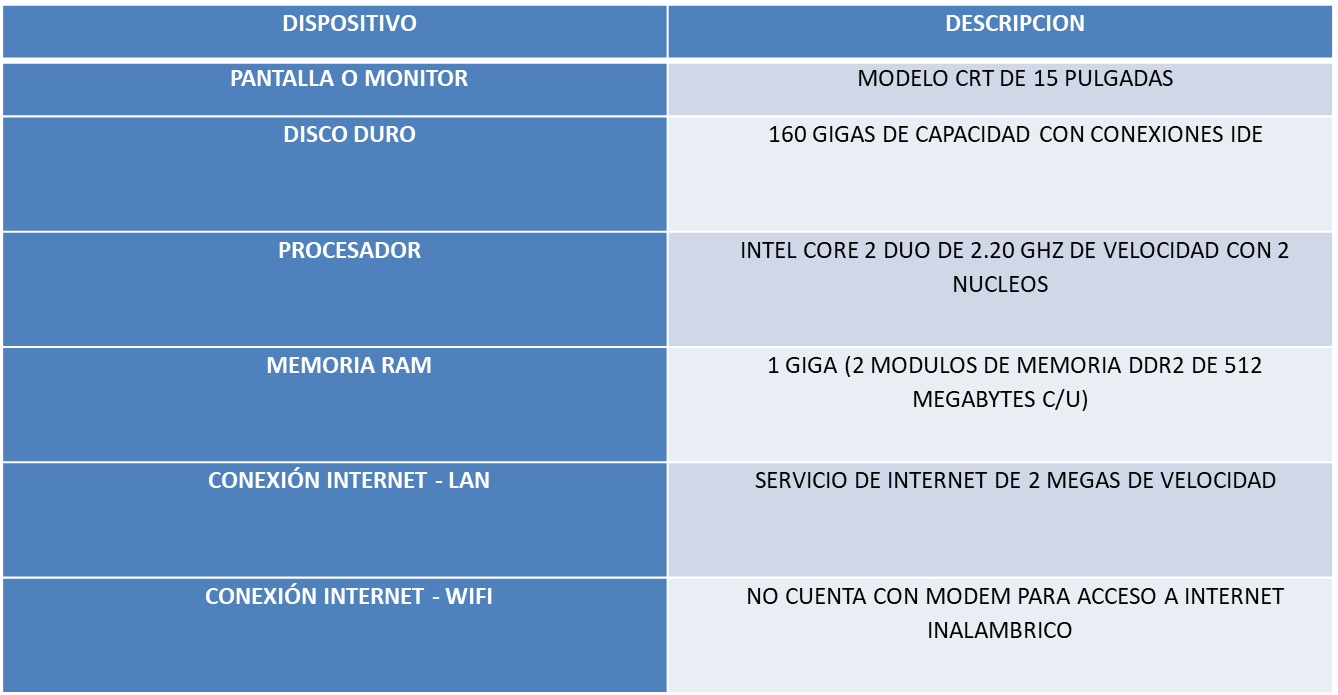 DISPOSITIVO
DESCRIPCION
PANTALLA O MONITOR
MODELO CRT DE 15 PULGADAS
DISCO DURO
160 GIGAS DE CAPACIDAD CON CONEXIONES IDE
PROCESADOR
INTEL CORE 2 DUO DE 2.20 GHZ DE VELOCIDAD CON 2
NUCLEOS
MEMORIA RAM
1 GIGA (2 MODULOS DE MEMORIA DDR2 DE 512
MEGABYTES C/U)
CONEXIÓN INTERNET - LAN
SERVICIO DE INTERNET DE 2 MEGAS DE VELOCIDAD
CONEXIÓN INTERNET - WIFI
NO CUENTA CON MODEM PARA ACCESO A INTERNET
INALAMBRICO